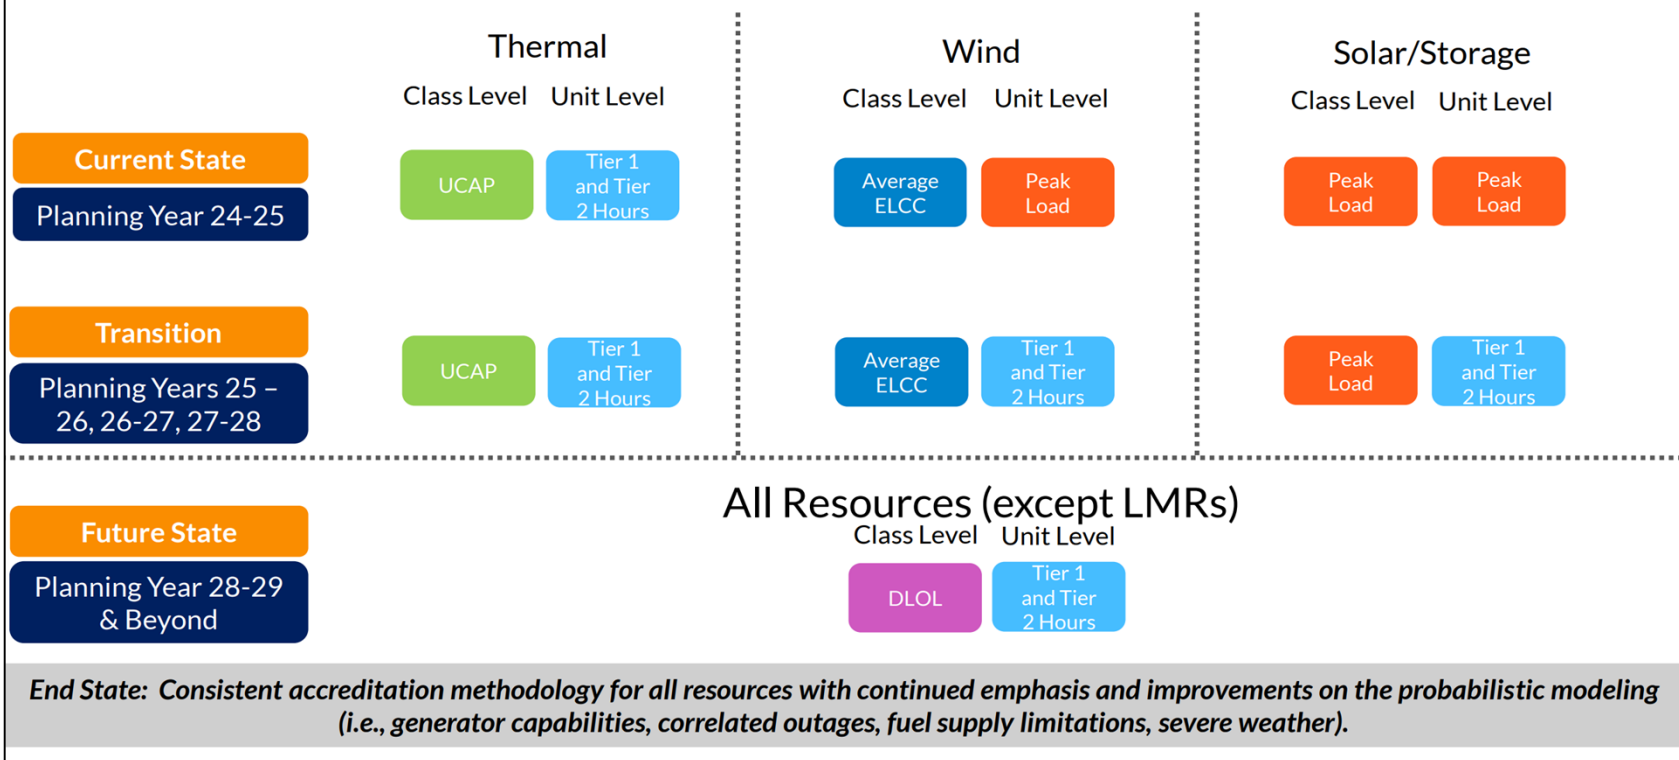 Thermal
Wind
Solar/Storage
Class Level Unit Level
Class Level Unit Level
Class Level Unit Level
Current State
Planning Year 24-25
UCAP
Tier 1
and Tier
2 Hours
Average
ELCC
Peak
Load
Peak
Load
Peak
Load
Transition
Planning Years 25 –
26, 26-27, 27-28
UCAP
Tier 1
and Tier
2 Hours
Average
ELCC
Tier 1
and Tier
2 Hours
Peak
Load
Tier 1
and Tier
2 Hours
All Resources (except LMRs)
Class Level Unit Level
Future State
Planning Year 28-29
& Beyond
DLOL
Tier 1
and Tier
2 Hours
End State: Consistent accreditation methodology for all resources with continued emphasis and improvements on the probabilistic modeling
(i.e., generator capabilities, correlated outages, fuel supply limitations, severe weather).